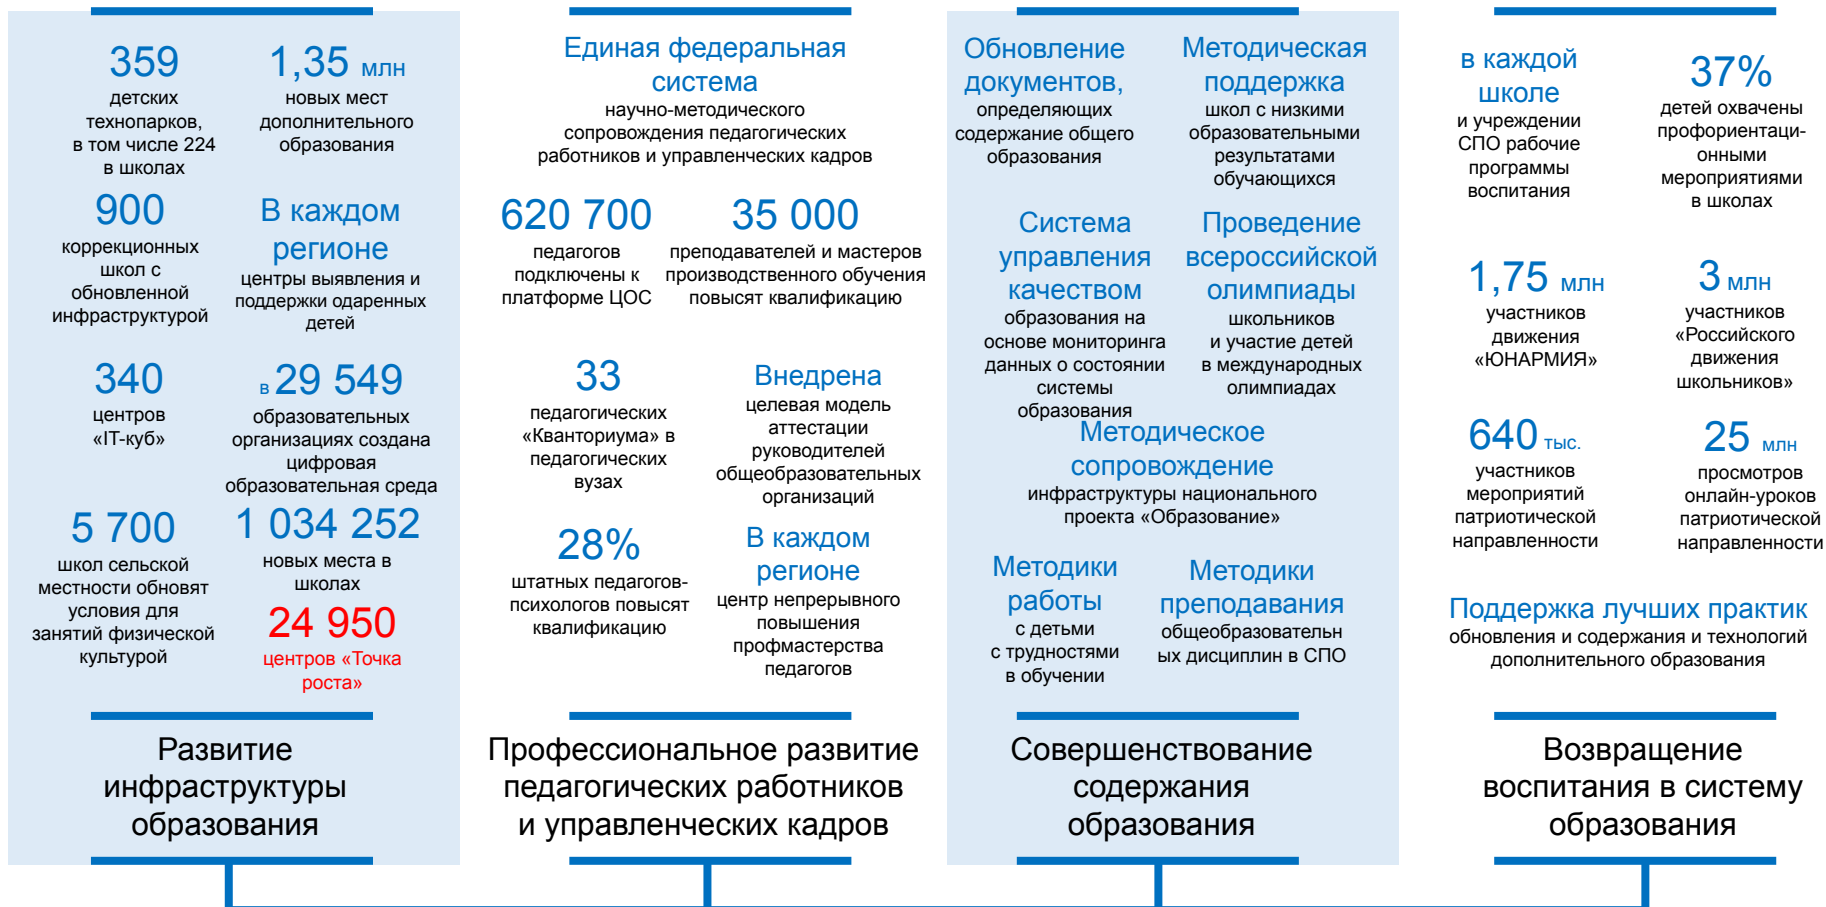 359
детских
технопарков,
в том числе 224
в школах
1,35 млн
новых мест
дополнительного
образования
900
коррекционных
школ с
обновленной
инфраструктурой
В каждом
регионе
центры выявления и
поддержки одаренных
детей
340
центров
«IT-куб»
в 29 549
образовательных
организациях создана
цифровая
образовательная среда
5 700
школ сельской
местности обновят
условия для
занятий физической
культурой
1 034 252
новых места в
школах
24 950
центров «Точка
роста»
Развитие
инфраструктуры
образования
Единая федеральная
система
научно-методического
сопровождения педагогических
работников и управленческих кадров
620 700
педагогов
подключены к
платформе ЦОС
35 000
преподавателей и мастеров
производственного обучения
повысят квалификацию
33
педагогических
«Кванториума» в
педагогических
вузах
Внедрена
целевая модель
аттестации
руководителей
общеобразовательных
организаций
28%
штатных педагогов-
психологов повысят
квалификацию
В каждом
регионе
центр непрерывного
повышения
профмастерства
педагогов
Профессиональное развитие
педагогических работников
и управленческих кадров
Обновление
документов,
определяющих
содержание общего
образования
Методическая
поддержка
школ с низкими
образовательными
результатами
обучающихся
Система
управления
качеством
образования на
основе мониторинга
данных о состоянии
системы
образования
Проведение
всероссийской
олимпиады
школьников
и участие детей
в международных
олимпиадах
Методическое
сопровождение
инфраструктуры национального
проекта «Образование»
Методики
работы
с детьми
с трудностями
в обучении
Методики
преподавания
общеобразовательн
ых дисциплин в СПО
Совершенствование
содержания
образования
в каждой
школе
и учреждении
СПО рабочие
программы
воспитания
37%
детей охвачены
профориентаци-
онными
мероприятиями
в школах
1,75 млн
участников
движения
«ЮНАРМИЯ»
3 млн
участников
«Российского
движения
школьников»
640 тыс.
участников
мероприятий
патриотической
направленности
25 млн
просмотров
онлайн-уроков
патриотической
направленности
Поддержка лучших практик
обновления и содержания и технологий
дополнительного образования
Возвращение
воспитания в систему
образования